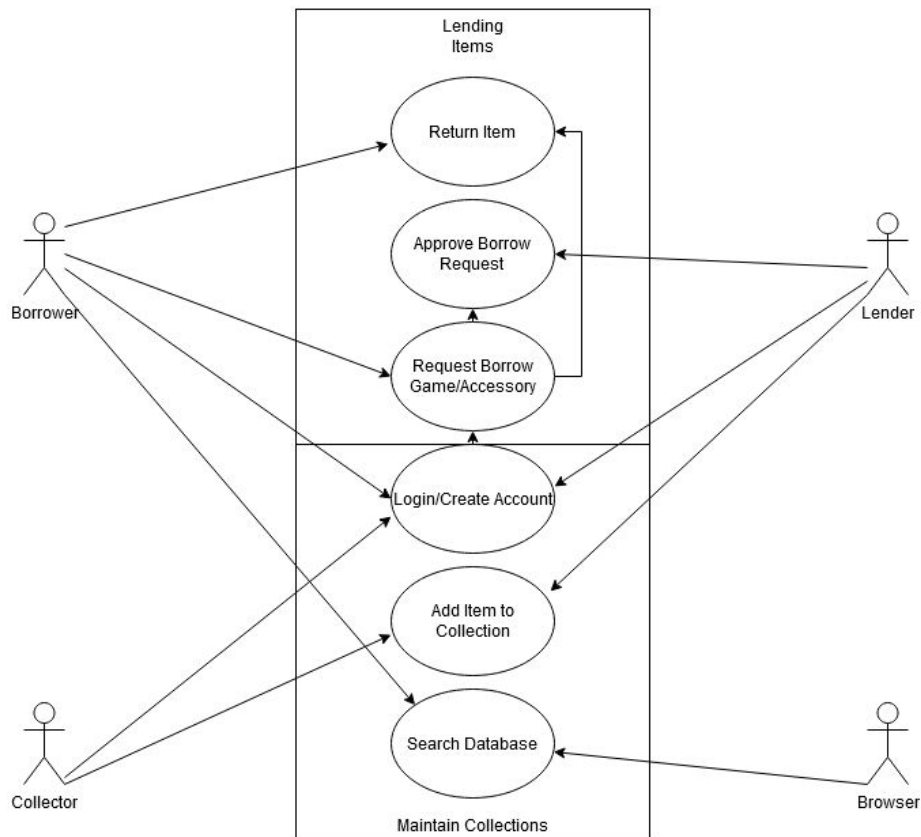 Lending
Items
Return Item
Approve Borrow
Request
Borrower
Lender
Request Borrow
Game/Accessory
Login/Create Account
Add Item to
Collection
Search Database
Collector
Browser
Maintain Collections